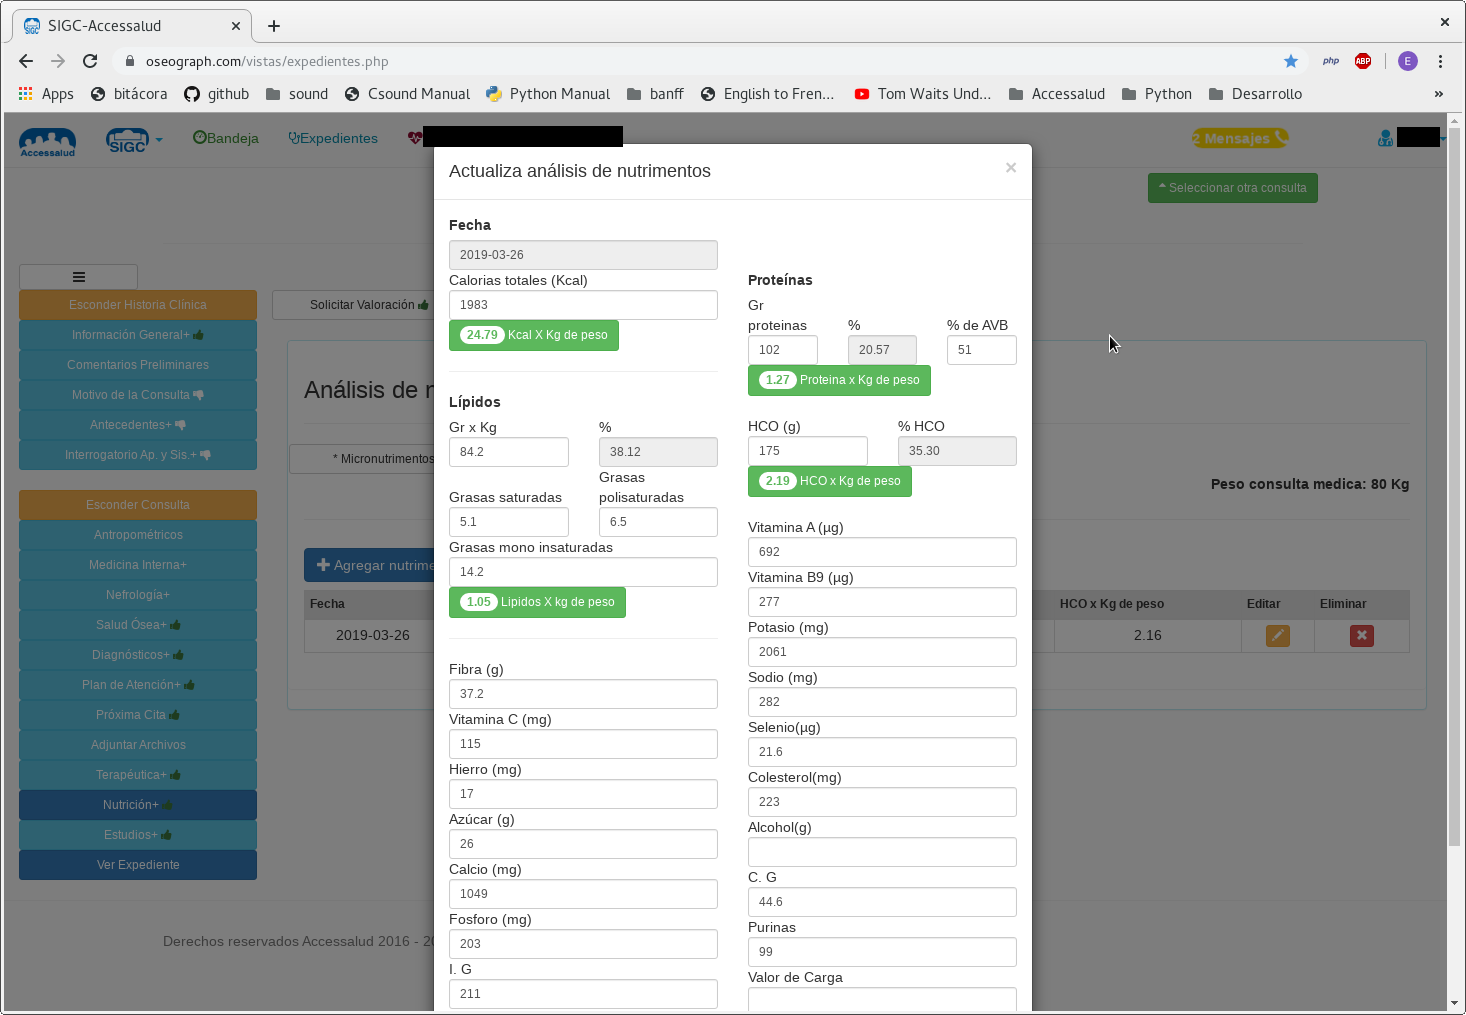 SIGC-Accessalud
oseograph.com/vistas/expedientes.php
php
ABP
E
Apps
bitácora
github
sound
Csound Manual
Python Manual
banff
English to Fren...
Tom Waits Und...
Accessalud
Python
Desarrollo
»
Accessalud
SIGC
Bandeja
Expedientes
2 Mensajes
Seleccionar otra consulta
Esconder Historia Clínica
Información General+
Comentarios Preliminares
Motivo de la Consulta
Antecedentes+
Interrogatorio Ap. y Sis.+
Esconder Consulta
Antropométricos
Medicina Interna+
Nefrología+
Salud Ósea+
Diagnósticos+
Plan de Atención+
Próxima Cita
Adjuntar Archivos
Terapéutica+
Nutrición+
Estudios+
Ver Expediente
Solicitar Valoración
Análisis de n
* Micronutrimentos
Peso consulta medica: 80 Kg
Agregar nutrime
Fecha
HCO x Kg de peso
Editar
Eliminar
2019-03-26
2.16
Derechos reservados Accessalud 2016 - 20
Actualiza análisis de nutrimentos
×
Fecha
2019-03-26
Calorias totales (Kcal)
1983
24.79 Kcal X Kg de peso
Lípidos
Gr x Kg
%
84.2
38.12
Grasas saturadas
Grasas
polisaturadas
5.1
6.5
Grasas mono insaturadas
14.2
1.05 Lipidos X kg de peso
Fibra (g)
37.2
Vitamina C (mg)
115
Hierro (mg)
17
Azúcar (g)
26
Calcio (mg)
1049
Fosforo (mg)
203
I. G
211
Proteínas
Gr
proteinas
%
% de AVB
102
20.57
51
1.27 Proteina x Kg de peso
HCO (g)
% HCO
175
35.30
2.19 HCO x Kg de peso
Vitamina A (µg)
692
Vitamina B9 (µg)
277
Potasio (mg)
2061
Sodio (mg)
282
Selenio(µg)
21.6
Colesterol(mg)
223
Alcohol(g)
C. G
44.6
Purinas
99
Valor de Carga